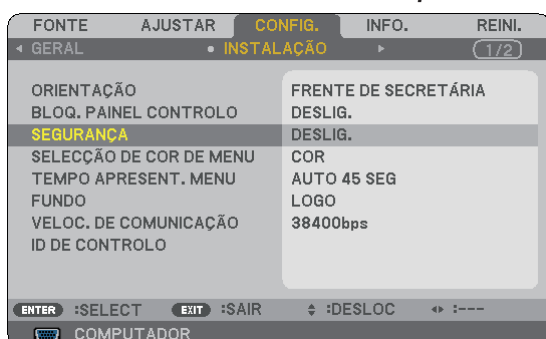 FONTE AJUSTAR CONFIG. INFO. REINI.
GERAL • INSTALAÇÃO 1/2
ORIENTAÇÃO FRENTE DE SECRETÁRIA
BLOQ. PAINEL CONTROLO DESLIG.
SEGURANÇA DESLIG.
SELECÇÃO DE COR DE MENU COR
TEMPO APRESENT. MENU AUTO 45 SEG
FUNDO LOGO
VELOC. DE COMUNICAÇÃO 38400bps
ID DE CONTROLO
ENTER :SELECT EXIT :SAIR :DESLOC :---
COMPUTADOR